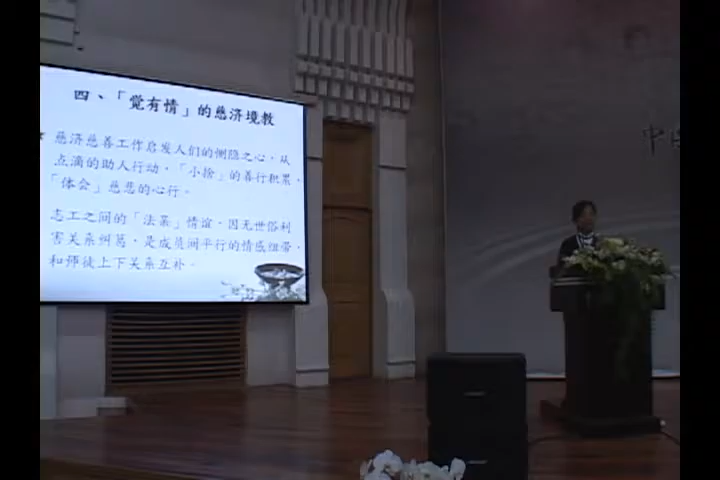 四、「觉有情」的慈济境教
慈济慈善工作启发人们的恻隐之心，从
点滴的助人行动，「小捨」的善行积累，
「体会」慈悲的心行。
志工之间的「法亲」情谊，因无世俗利
害关系纠葛，是成员间平行的情感纽带，
和师徒上下关系互补。
中